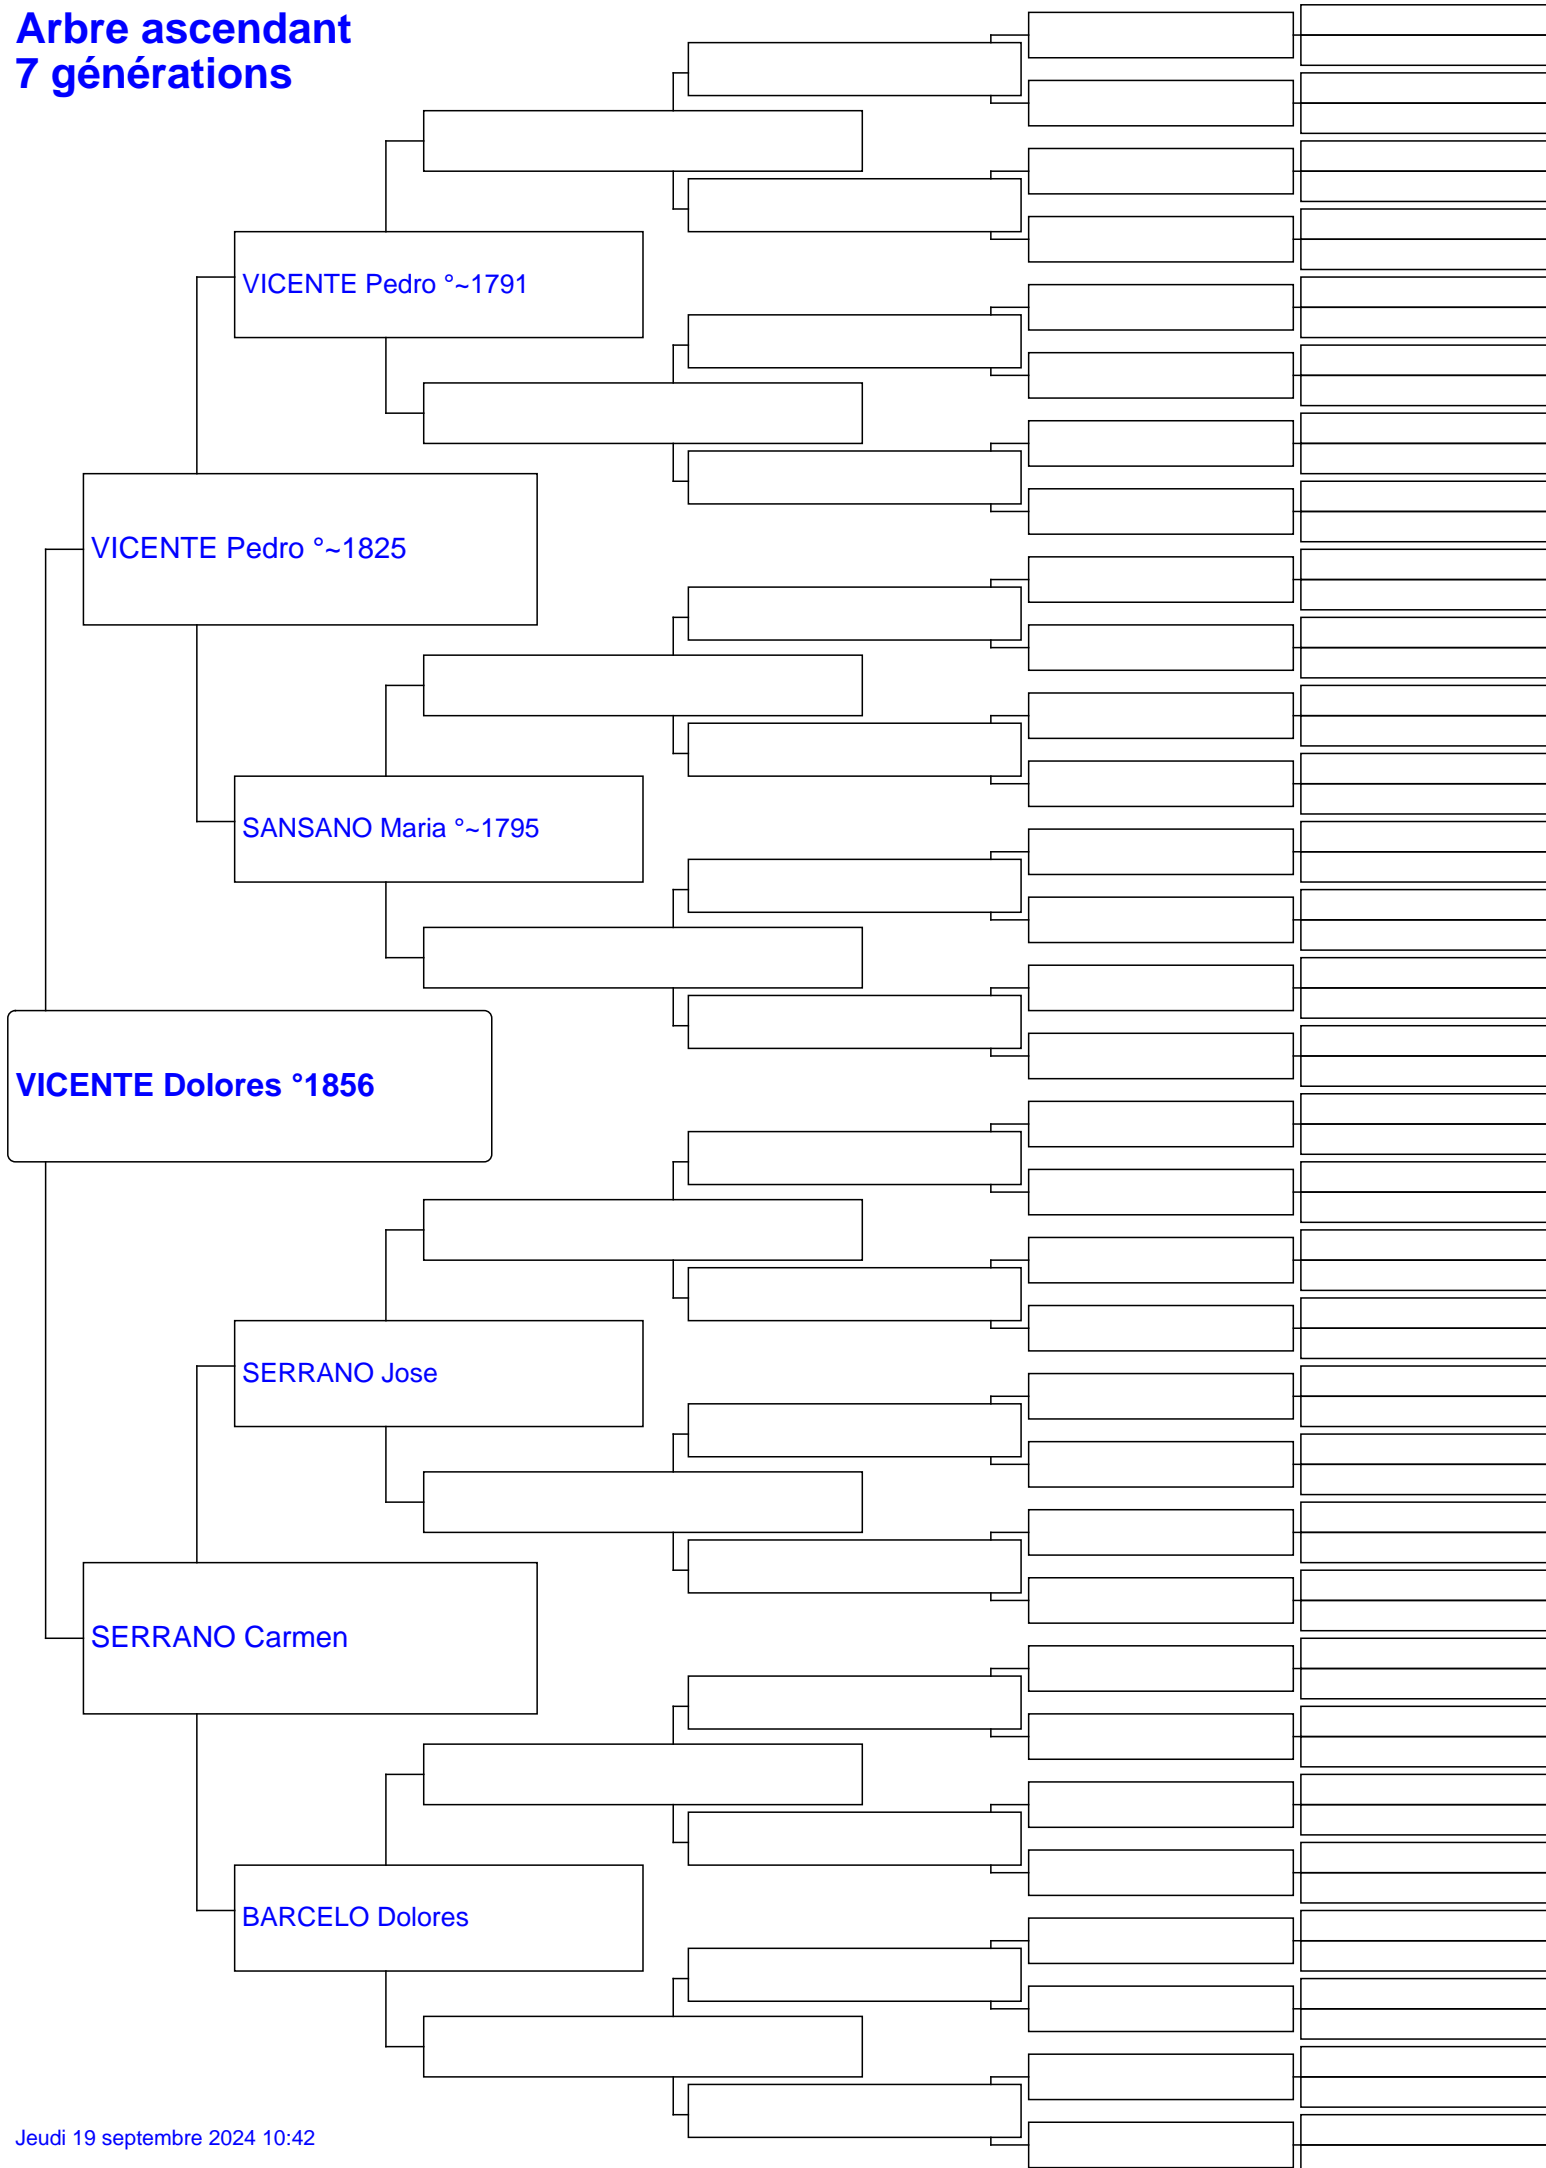 Arbre ascendant
7 générations
VICENTE Pedro °~1791
VICENTE Pedro °~1825
SANSANO Maria °~1795
VICENTE Dolores °1856
SERRANO Jose
SERRANO Carmen
BARCELO Dolores
Jeudi 19 septembre 2024 10:42